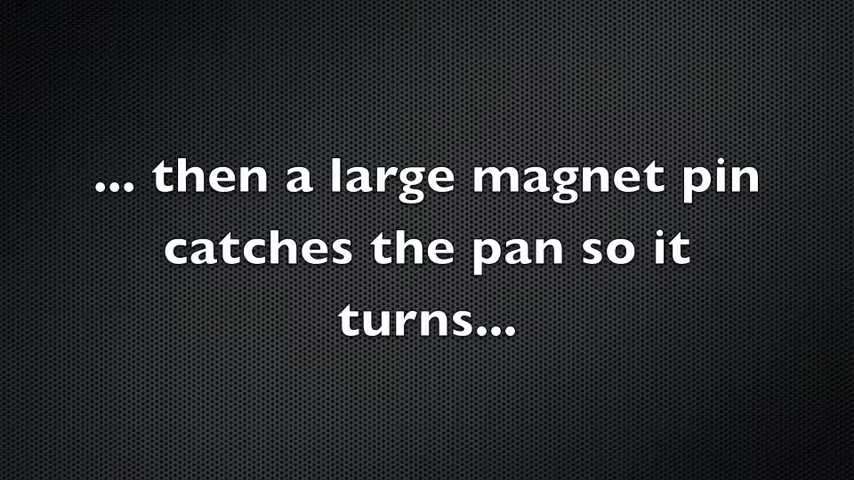 ... then a large magnet pin
catches the pan so it
turns...